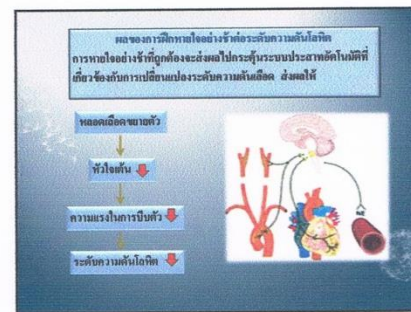 ผลของการฝึกหายใจอย่างช้าต่อระดับความดันโลหิต
การหายใจอย่างช้าที่ถูกต้องจะส่งผลไปกระตุ้นระบบประสาทอัตโนมัติที่
เกี่ยวข้องกับการเปลี่ยนแปลงระดับความดันเลือด ส่งผลให้
หลอดเลือดขยายตัว
หัวใจเต้น
ความแรงในการบีบตัว
ระดับความดันโลหิต
NE